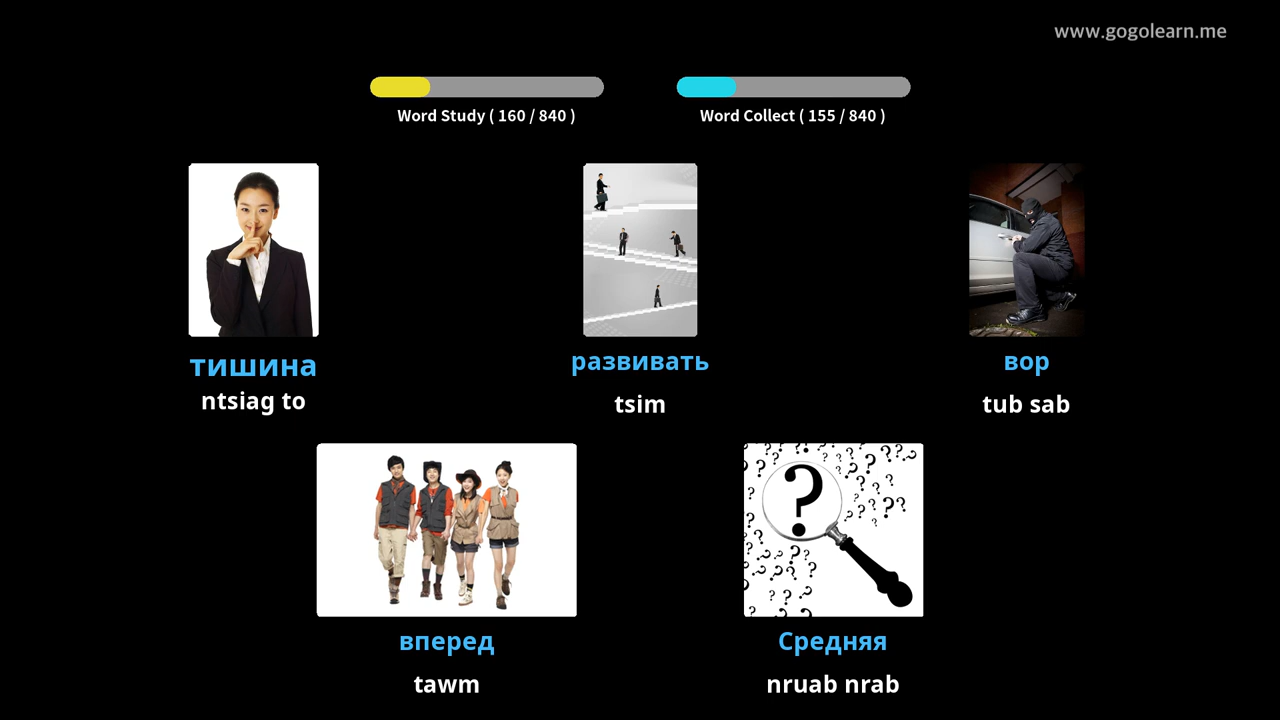 www.gogolearn.me
Word Study ( 160 / 840 )
Word Collect ( 155 / 840 )
тишина
ntsiag to
развивать
tsim
вор
tub sab
вперед
tawm
Средняя
nruab nrab